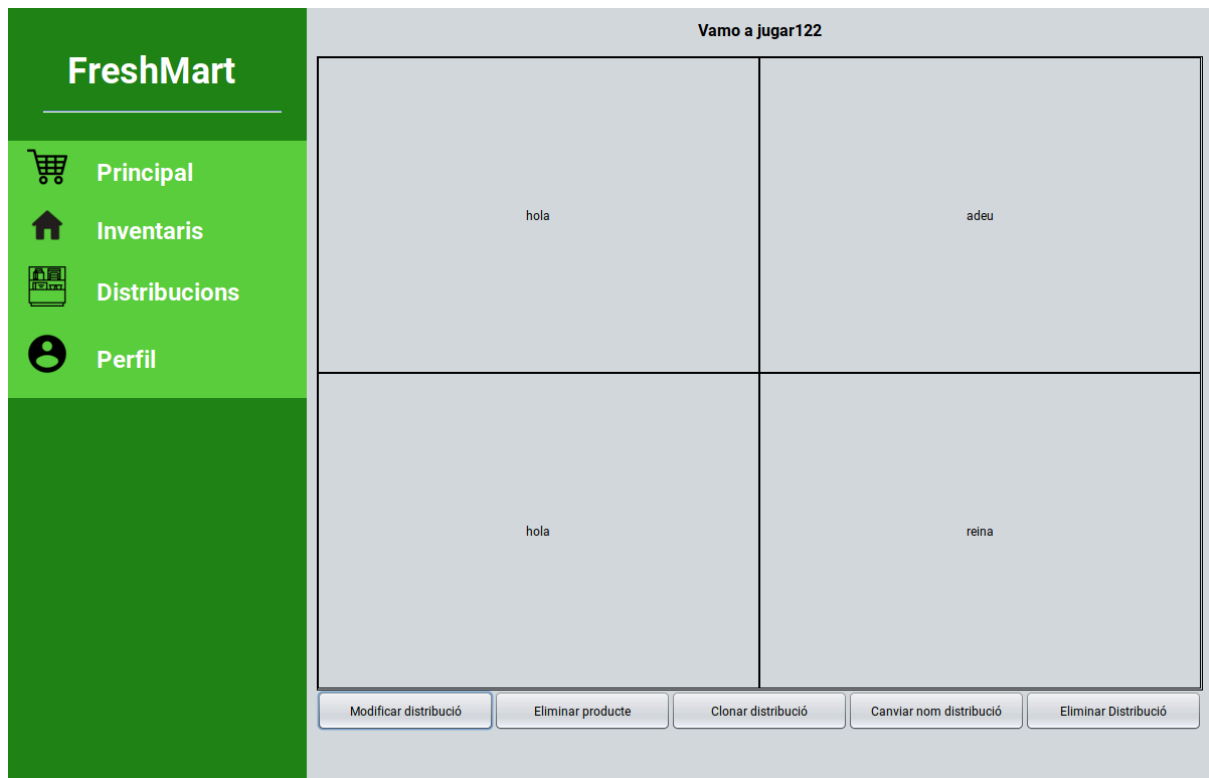 FreshMart
Principal
Inventaris
Distribucions
Perfil
Vamo a jugar122
hola
adeu
hola
reina
Modificar distribució
Eliminar producte
Clonar distribució
Canviar nom distribució
Eliminar Distribució